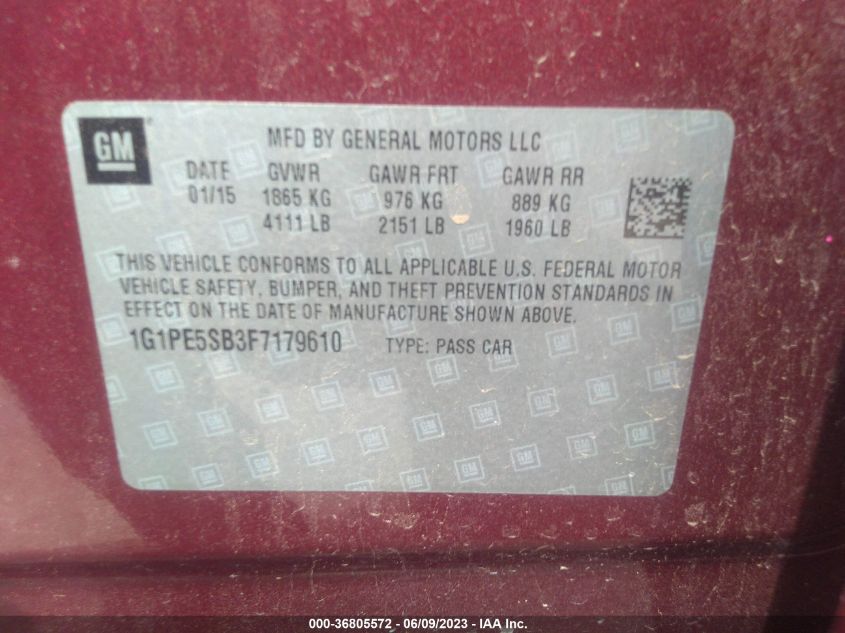 GM
MFD BY GENERAL MOTORS LLC
DATE GVWR GAWR FRT GAWR RR
01/15 1865 KG 976 KG 889 KG
4111 LB 2151 LB 1960 LB
THIS VEHICLE CONFORMS TO ALL APPLICABLE U.S. FEDERAL MOTOR
VEHICLE SAFETY, BUMPER, AND THEFT PREVENTION STANDARDS IN
EFFECT ON THE DATE OF MANUFACTURE SHOWN ABOVE.
1G1PE5SB3F7179610 TYPE: PASS CAR
000-36805572 - 06/09/2023 - IAA Inc.